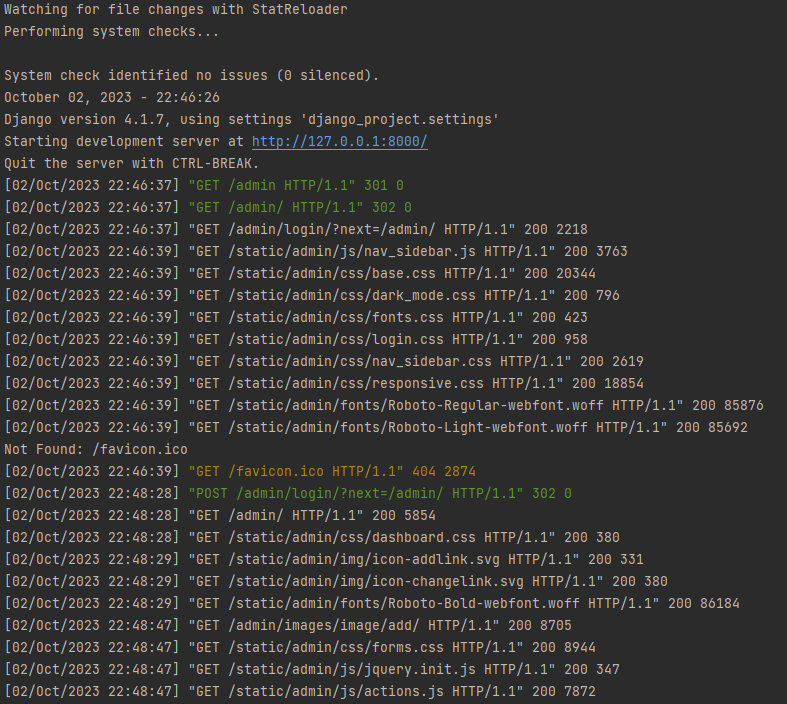 Watching for file changes with StatReloader
Performing system checks...
System check identified no issues (0 silenced).
October 02, 2023 - 22:46:26
Django version 4.1.7, using settings 'django_project.settings'
Starting development server at http://127.0.0.1:8000/
Quit the server with CTRL-BREAK.
[02/Oct/2023 22:46:37] "GET /admin HTTP/1.1" 301 0
[02/Oct/2023 22:46:37] "GET /admin/ HTTP/1.1" 302 0
[02/Oct/2023 22:46:37] "GET /admin/login/?next=/admin/ HTTP/1.1" 200 2218
[02/Oct/2023 22:46:39] "GET /static/admin/js/nav_sidebar.js HTTP/1.1" 200 3763
[02/Oct/2023 22:46:39] "GET /static/admin/css/base.css HTTP/1.1" 200 20344
[02/Oct/2023 22:46:39] "GET /static/admin/css/dark_mode.css HTTP/1.1" 200 796
[02/Oct/2023 22:46:39] "GET /static/admin/css/fonts.css HTTP/1.1" 200 423
[02/Oct/2023 22:46:39] "GET /static/admin/css/login.css HTTP/1.1" 200 958
[02/Oct/2023 22:46:39] "GET /static/admin/css/nav_sidebar.css HTTP/1.1" 200 2619
[02/Oct/2023 22:46:39] "GET /static/admin/css/responsive.css HTTP/1.1" 200 18854
[02/Oct/2023 22:46:39] "GET /static/admin/fonts/Roboto-Regular-webfont.woff HTTP/1.1" 200 85876
[02/Oct/2023 22:46:39] "GET /static/admin/fonts/Roboto-Light-webfont.woff HTTP/1.1" 200 85692
Not Found: /favicon.ico
[02/Oct/2023 22:46:39] "GET /favicon.ico HTTP/1.1" 404 2874
[02/Oct/2023 22:48:28] "POST /admin/login/?next=/admin/ HTTP/1.1" 302 0
[02/Oct/2023 22:48:28] "GET /admin/ HTTP/1.1" 200 5854
[02/Oct/2023 22:48:28] "GET /static/admin/css/dashboard.css HTTP/1.1" 200 380
[02/Oct/2023 22:48:29] "GET /static/admin/img/icon-addlink.svg HTTP/1.1" 200 331
[02/Oct/2023 22:48:29] "GET /static/admin/img/icon-changelink.svg HTTP/1.1" 200 380
[02/Oct/2023 22:48:29] "GET /static/admin/fonts/Roboto-Bold-webfont.woff HTTP/1.1" 200 86184
[02/Oct/2023 22:48:47] "GET /admin/images/image/add/ HTTP/1.1" 200 8705
[02/Oct/2023 22:48:47] "GET /static/admin/css/forms.css HTTP/1.1" 200 8944
[02/Oct/2023 22:48:47] "GET /static/admin/js/jquery.init.js HTTP/1.1" 200 347
[02/Oct/2023 22:48:47] "GET /static/admin/js/actions.js HTTP/1.1" 200 7872